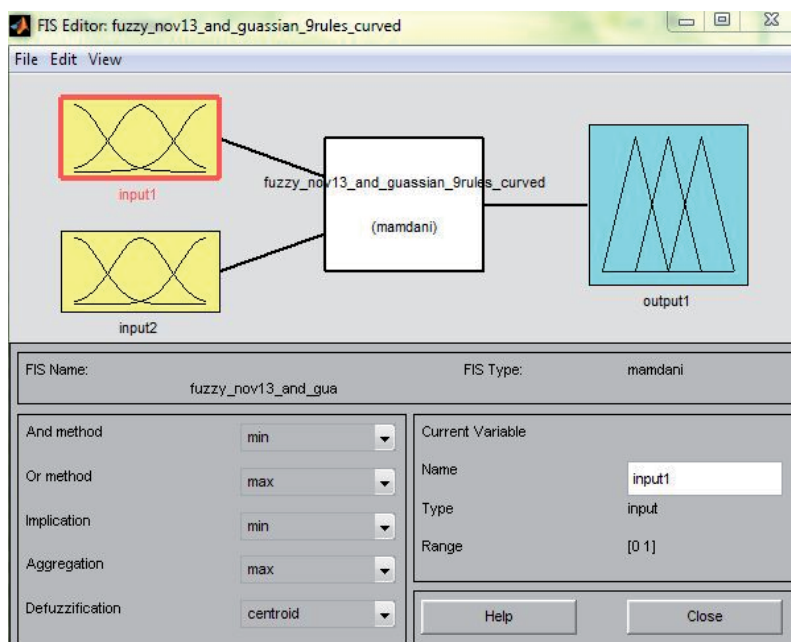 FIS Editor: fuzzy_nov13_and_guassian_9rules_curved
File Edit View
input1
fuzzy_nov13_and_guassian_9rules_curved
(mamdani)
input2
output1
FIS Name:
fuzzy_nov13_and_gua
FIS Type:
mamdani
And method
min
Or method
max
Implication
min
Aggregation
max
Defuzzification
centroid
Current Variable
Name
input1
Type
input
Range
[0 1]
Help
Close